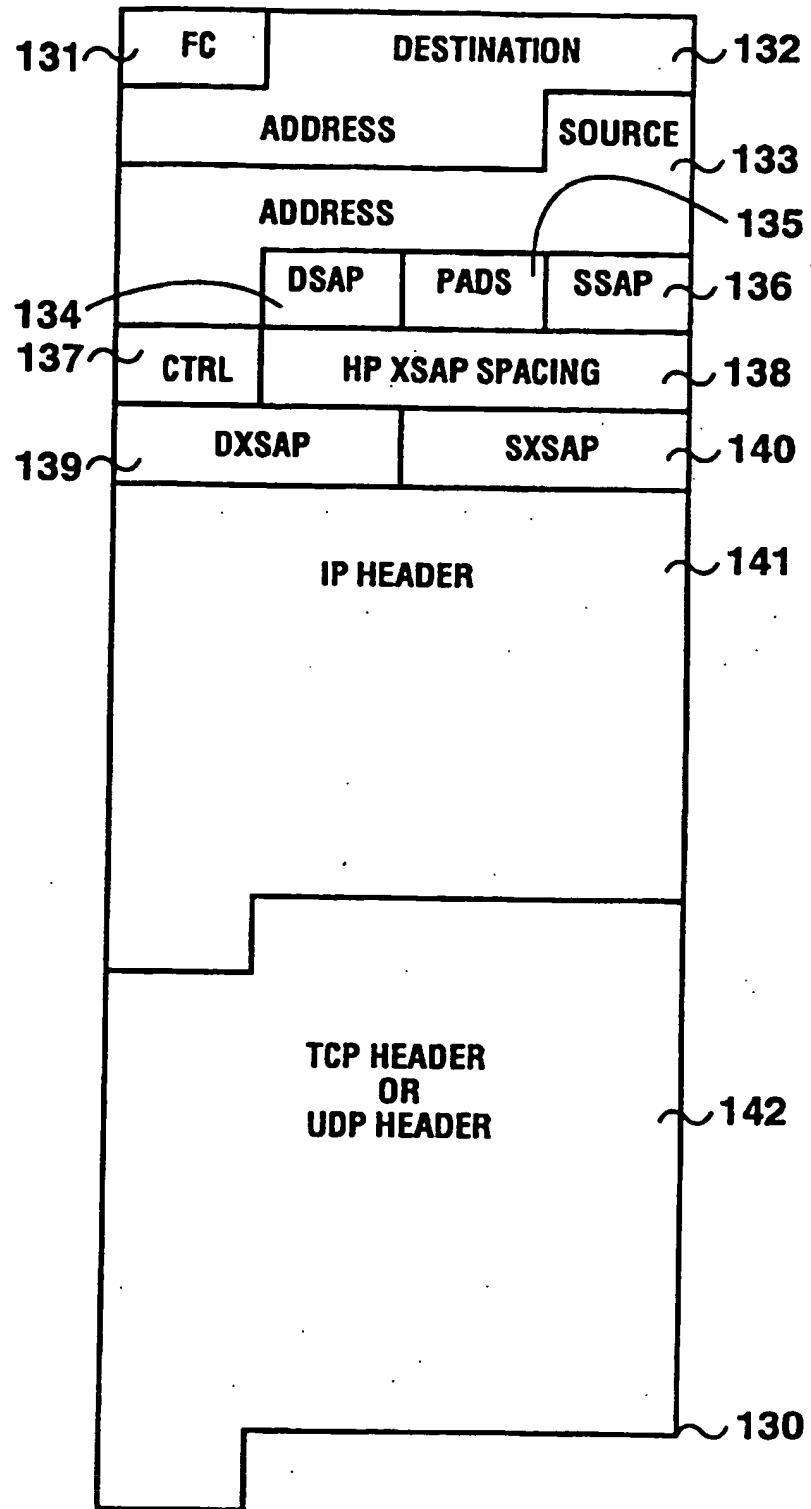 131 FC DESTINATION 132
ADDRESS SOURCE
133
ADDRESS 135
134 DSAP PADS SSAP 136
137 CTRL HP XSAP SPACING 138
139 DXSAP SXSAP 140
IP HEADER 141
TCP HEADER
OR
UDP HEADER 142
130